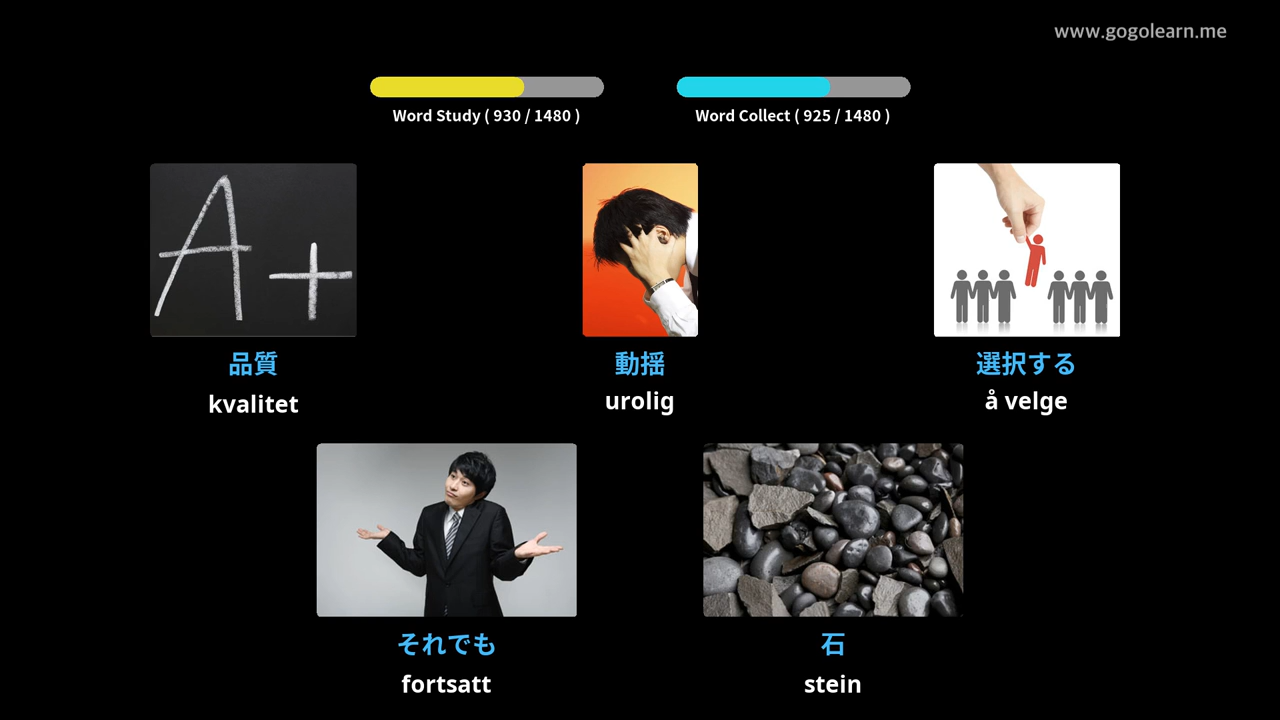 www.gogolearn.me
Word Study ( 930 / 1480 )
Word Collect ( 925 / 1480 )
A+
品質
kvalitet
動揺
urolig
選択する
å velge
それでも
fortsatt
石
stein